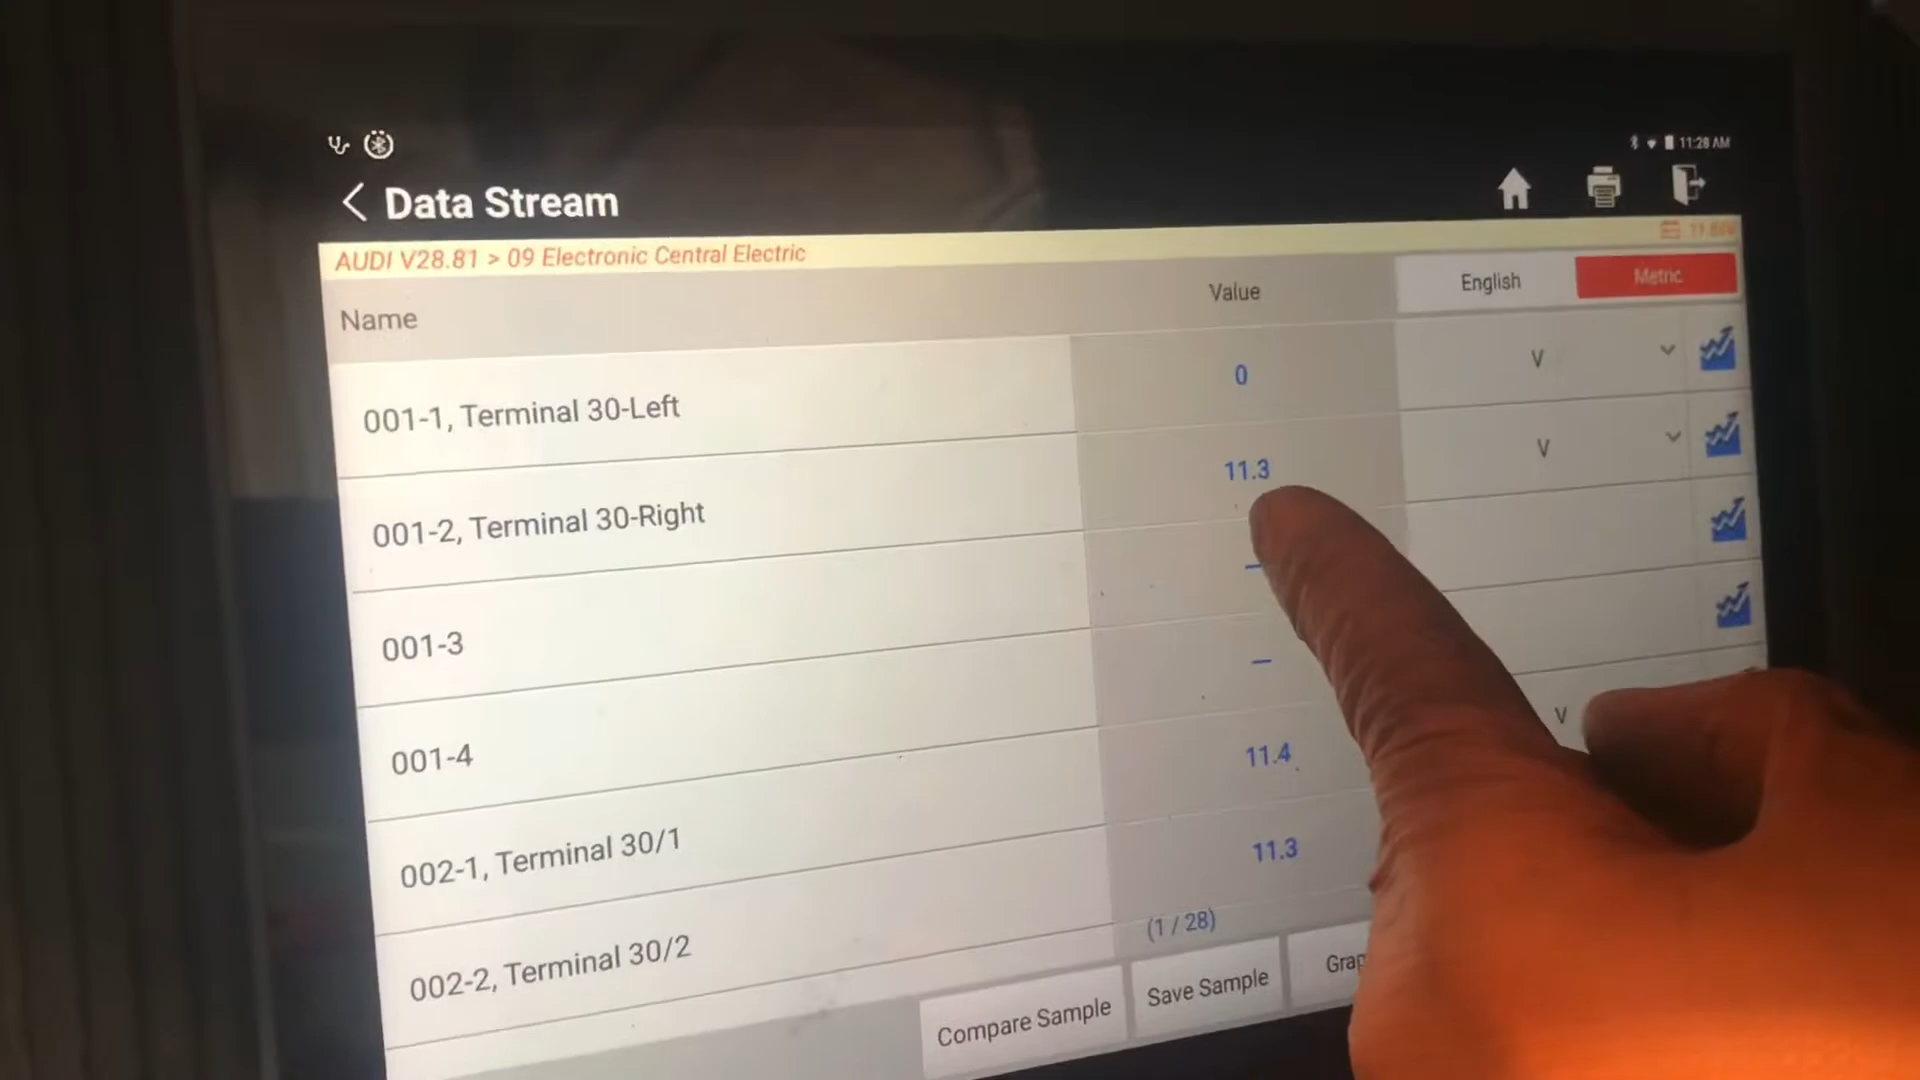 11:28 AM
Data Stream
AUDI V28.81 > 09 Electronic Central Electric
Name
Value
English
Metric
001-1, Terminal 30-Left
0
V
001-2, Terminal 30-Right
11.3
V
001-3
—
001-4
—
002-1, Terminal 30/1
11.4
V
002-2, Terminal 30/2
11.3
(1 / 28)
Compare Sample
Save Sample